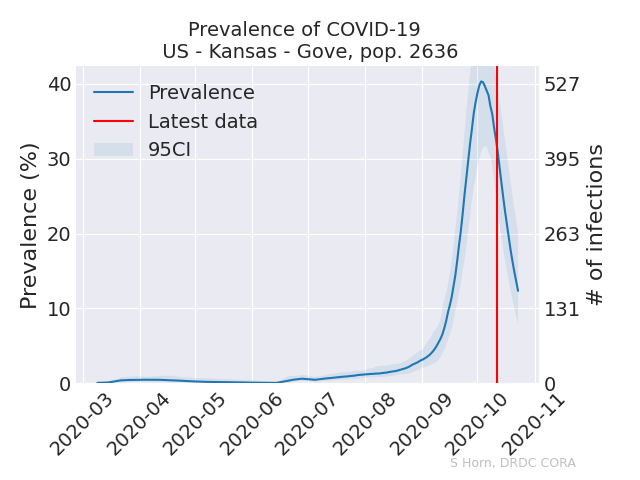 Prevalence of COVID-19
US - Kansas - Gove, pop. 2636
Prevalence
Latest data
95CI
Prevalence (%)
40
30
20
10
0
# of infections
527
395
263
131
0
2020-03
2020-04
2020-05
2020-06
2020-07
2020-08
2020-09
2020-10
2020-11
S Horn, DRDC CORA